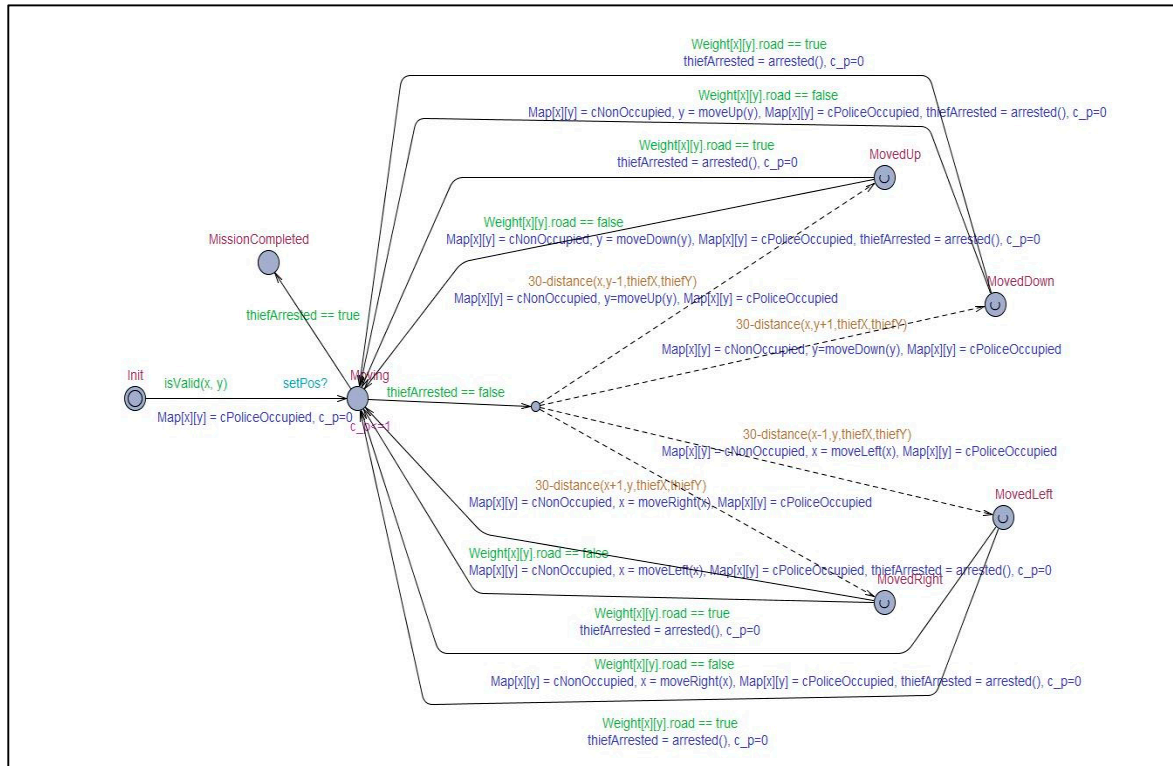 Weight[x][y].road == true
thiefArrested = arrested(), c_p=0
Weight[x][y].road == false
Map[x][y] = cNonOccupied, y = moveUp(y), Map[x][y] = cPoliceOccupied, thiefArrested = arrested(), c_p=0
Weight[x][y].road == true
thiefArrested = arrested(), c_p=0
MovedUp
Weight[x][y].road == false
Map[x][y] = cNonOccupied, y = moveDown(y), Map[x][y] = cPoliceOccupied, thiefArrested = arrested(), c_p=0
MissionCompleted
30-distance(x,y-1,thiefX,thiefY)
Map[x][y] = cNonOccupied, y=moveUp(y), Map[x][y] = cPoliceOccupied
MovedDown
thiefArrested == true
30-distance(x,y+1,thiefX,thiefY)
Map[x][y] = cNonOccupied, y=moveDown(y), Map[x][y] = cPoliceOccupied
Init
isValid(x, y)
setPos?
Moving
thiefArrested == false
Map[x][y] = cPoliceOccupied, c_p=0
c_p<=1
30-distance(x-1,y,thiefX,thiefY)
Map[x][y] = cNonOccupied, x = moveLeft(x), Map[x][y] = cPoliceOccupied
30-distance(x+1,y,thiefX,thiefY)
Map[x][y] = cNonOccupied, x = moveRight(x), Map[x][y] = cPoliceOccupied
MovedLeft
Weight[x][y].road == false
Map[x][y] = cNonOccupied, x = moveLeft(x), Map[x][y] = cPoliceOccupied, thiefArrested = arrested(), c_p=0
MovedRight
Weight[x][y].road == true
thiefArrested = arrested(), c_p=0
Weight[x][y].road == false
Map[x][y] = cNonOccupied, x = moveRight(x), Map[x][y] = cPoliceOccupied, thiefArrested = arrested(), c_p=0
Weight[x][y].road == true
thiefArrested = arrested(), c_p=0